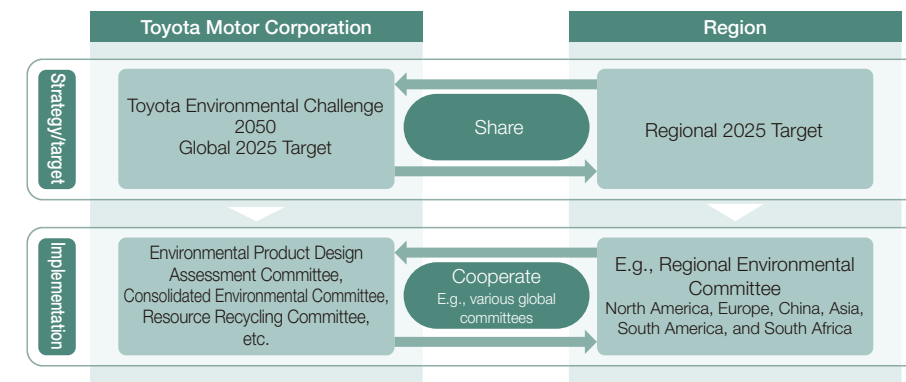 Toyota Motor Corporation
Region
Strategy/target
Toyota Environmental Challenge
2050
Global 2025 Target
Share
Regional 2025 Target
Implementation
Environmental Product Design
Assessment Committee,
Consolidated Environmental Committee,
Resource Recycling Committee,
etc.
Cooperate
E.g., various global
committees
E.g., Regional Environmental
Committee
North America, Europe, China, Asia,
South America, and South Africa